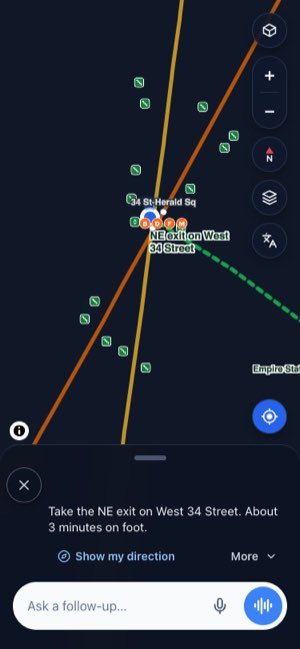 +
−
N
34 St-Herald Sq
B D F M
NE exit on West
34 Street
Empire Stat
Take the NE exit on West 34 Street. About
3 minutes on foot.
Show my direction
More
Ask a follow-up...